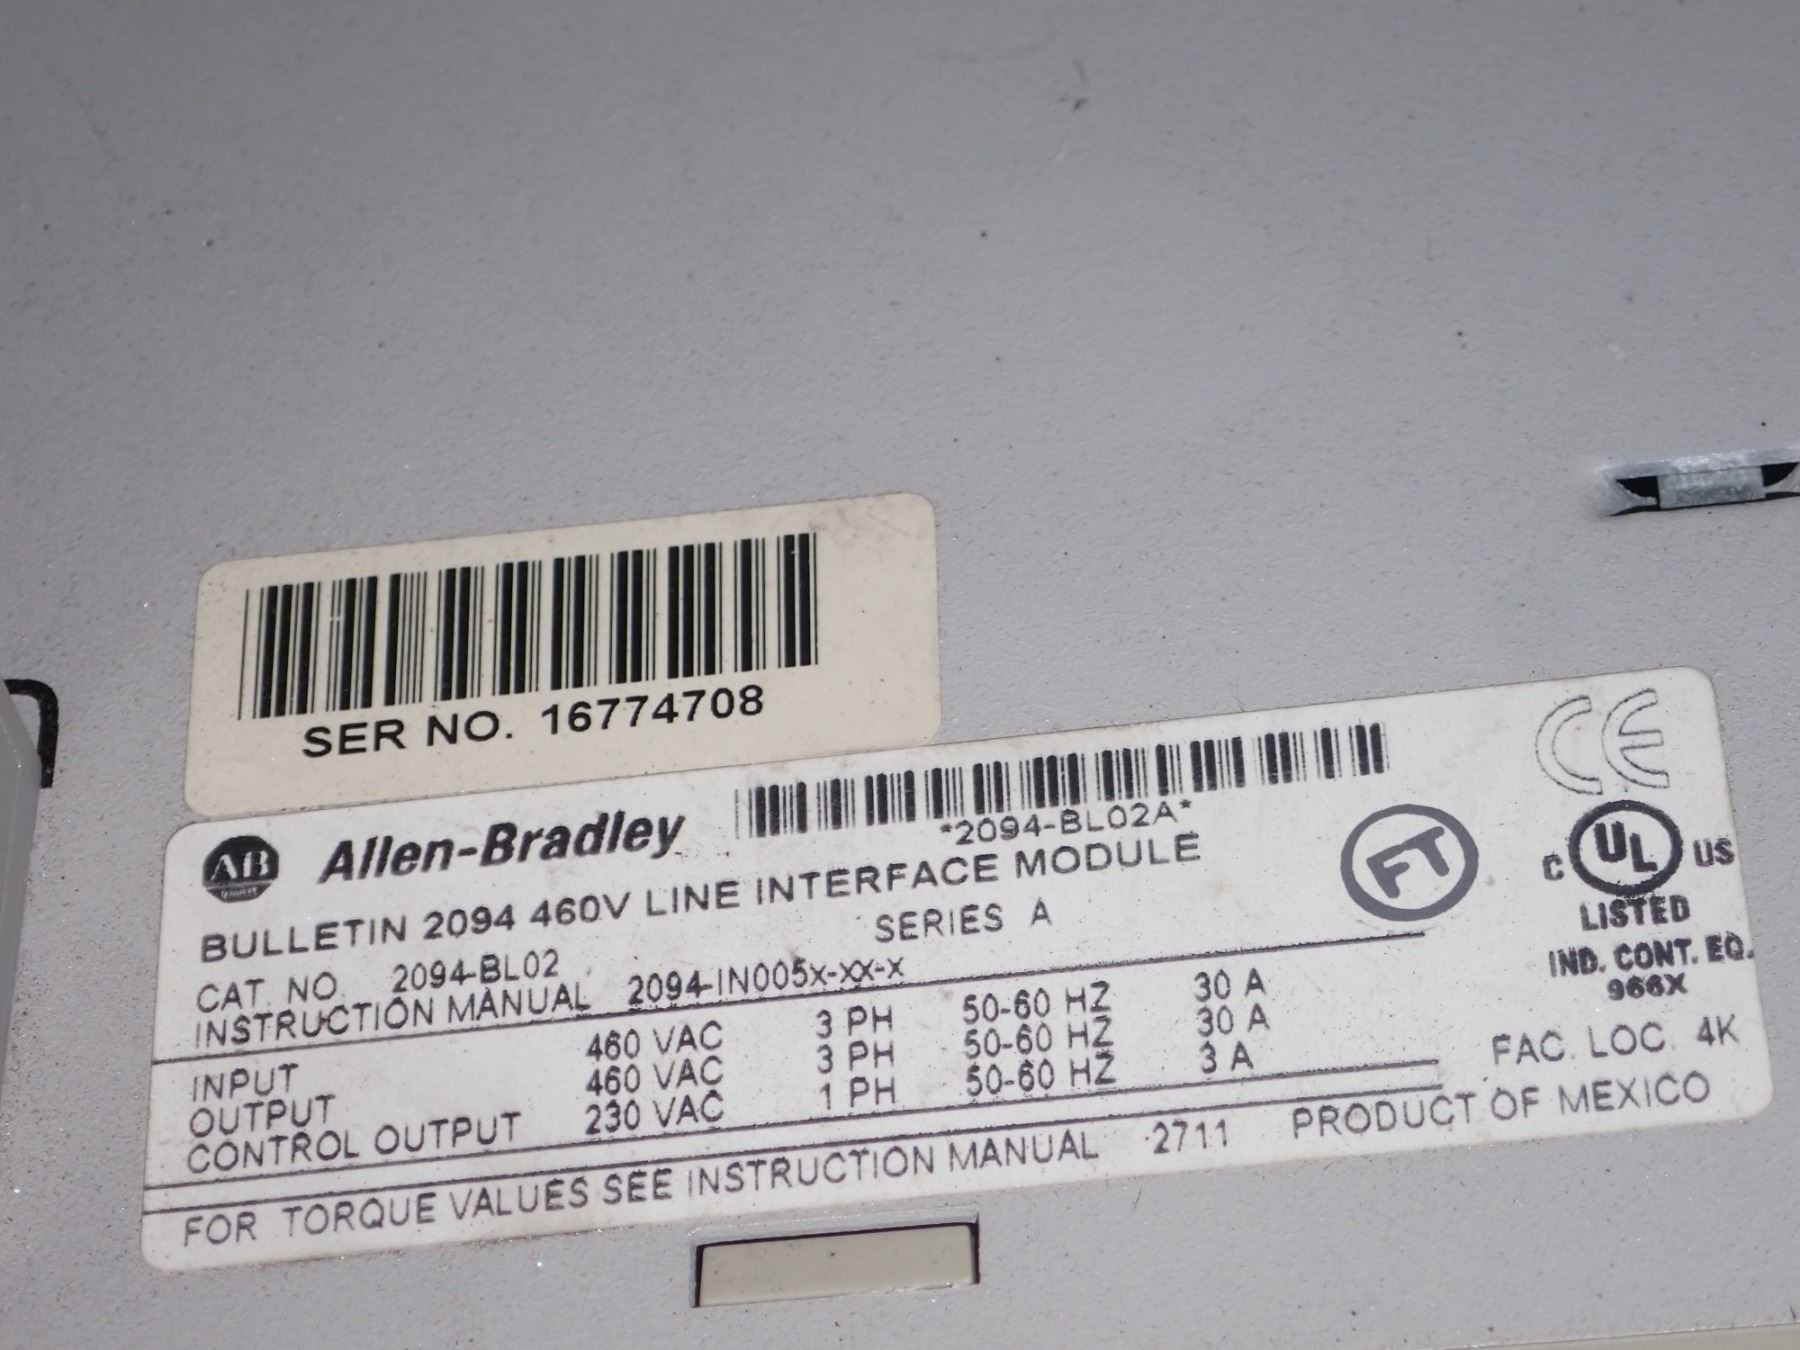 SER NO. 16774708
AB
Allen-Bradley
*2094-BL02A*
BULLETIN 2094 460V LINE INTERFACE MODULE
SERIES A
CAT. NO. 2094-BL02
INSTRUCTION MANUAL 2094-IN005x-xx-x
INPUT 460 VAC 3 PH 50-60 HZ 30 A
OUTPUT 460 VAC 3 PH 50-60 HZ 30 A
CONTROL OUTPUT 230 VAC 1 PH 50-60 HZ 3 A
FOR TORQUE VALUES SEE INSTRUCTION MANUAL 2711 PRODUCT OF MEXICO
FT
CE
C UL US
LISTED
IND. CONT. EQ.
966X
FAC. LOC. 4K